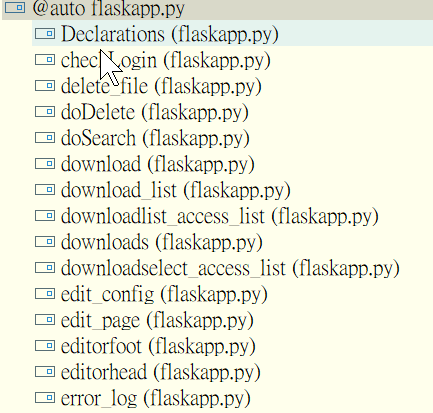 @auto flaskapp.py
Declarations (flaskapp.py)
checkLogin (flaskapp.py)
delete_file (flaskapp.py)
doDelete (flaskapp.py)
doSearch (flaskapp.py)
download (flaskapp.py)
download_list (flaskapp.py)
downloadlist_access_list (flaskapp.py)
downloads (flaskapp.py)
downloadselect_access_list (flaskapp.py)
edit_config (flaskapp.py)
edit_page (flaskapp.py)
editorfoot (flaskapp.py)
editorhead (flaskapp.py)
error_log (flaskapp.py)